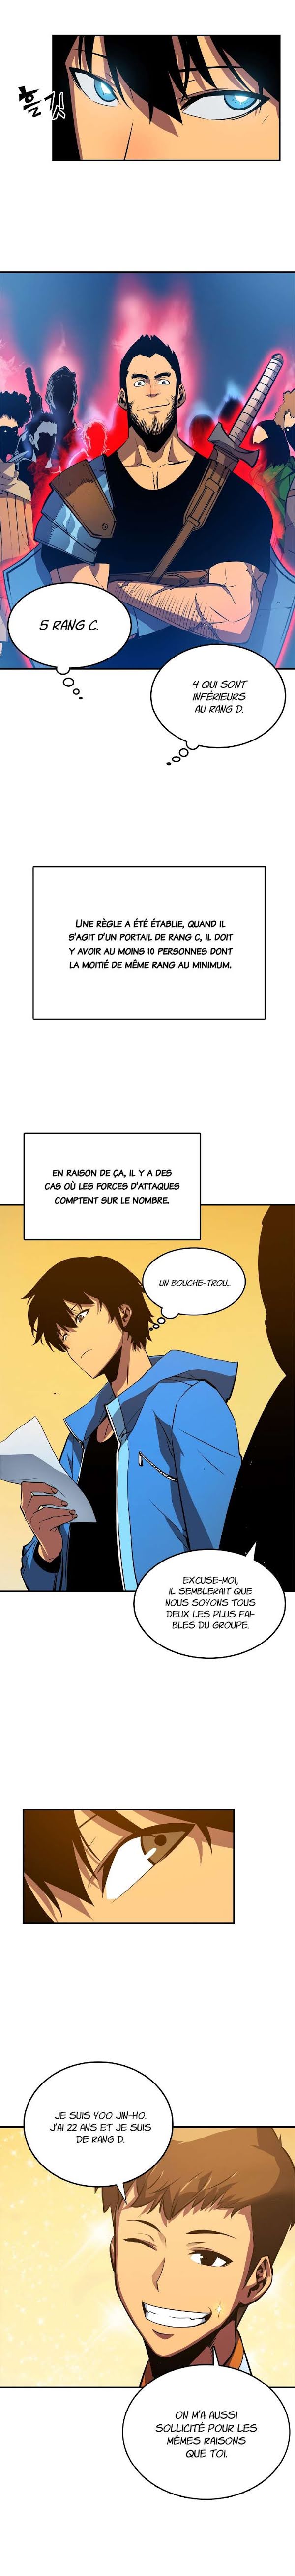 흘깃
5 RANG C.
4 QUI SONT
INFÉRIEURS
AU RANG D.
UNE RÈGLE A ÉTÉ ÉTABLIE, QUAND IL
S'AGIT D'UN PORTAIL DE RANG C, IL DOIT
Y AVOIR AU MOINS 10 PERSONNES DONT
LA MOITIÉ DE MÊME RANG AU MINIMUM.
EN RAISON DE ÇA, IL Y A DES
CAS OÙ LES FORCES D'ATTAQUES
COMPTENT SUR LE NOMBRE.
UN BOUCHE-TROU...
EXCUSE-MOI,
IL SEMBLERAIT QUE
NOUS SOYONS TOUS
DEUX LES PLUS FAI-
BLES DU GROUPE.
JE SUIS YOO JIN-HO.
J'AI 22 ANS ET JE SUIS
DE RANG D.
ON M'A AUSSI
SOLLICITÉ POUR LES
MÊMES RAISONS
QUE TOI.